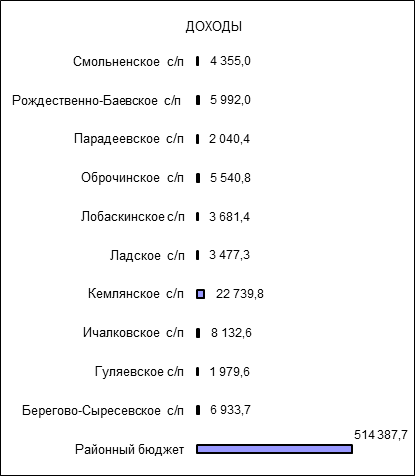 ДОХОДЫ
Смольненское с/п 4 355,0
Рождественно-Баевское с/п 5 992,0
Парадеевское с/п 2 040,4
Оброчинское с/п 5 540,8
Лобаскинское с/п 3 681,4
Ладское с/п 3 477,3
Кемлянское с/п 22 739,8
Ичалковское с/п 8 132,6
Гуляевское с/п 1 979,6
Берегово-Сыресевское с/п 6 933,7
Районный бюджет 514 387,7